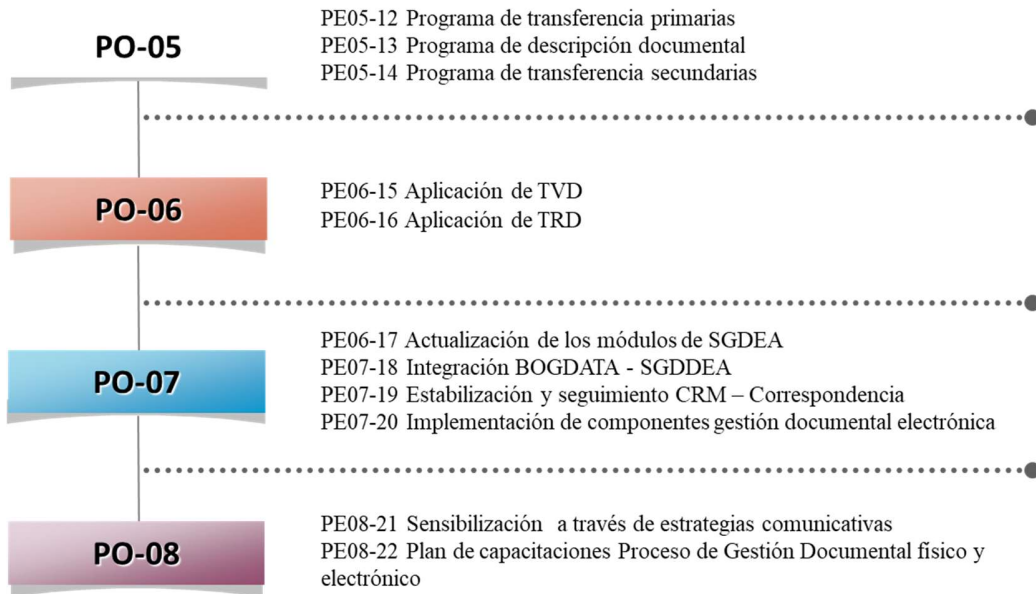 PO-05
PE05-12 Programa de transferencia primarias
PE05-13 Programa de descripción documental
PE05-14 Programa de transferencia secundarias
PO-06
PE06-15 Aplicación de TVD
PE06-16 Aplicación de TRD
PO-07
PE06-17 Actualización de los módulos de SGDEA
PE07-18 Integración BOGDATA - SGDDEA
PE07-19 Estabilización y seguimiento CRM – Correspondencia
PE07-20 Implementación de componentes gestión documental electrónica
PO-08
PE08-21 Sensibilización a través de estrategias comunicativas
PE08-22 Plan de capacitaciones Proceso de Gestión Documental físico y
electrónico